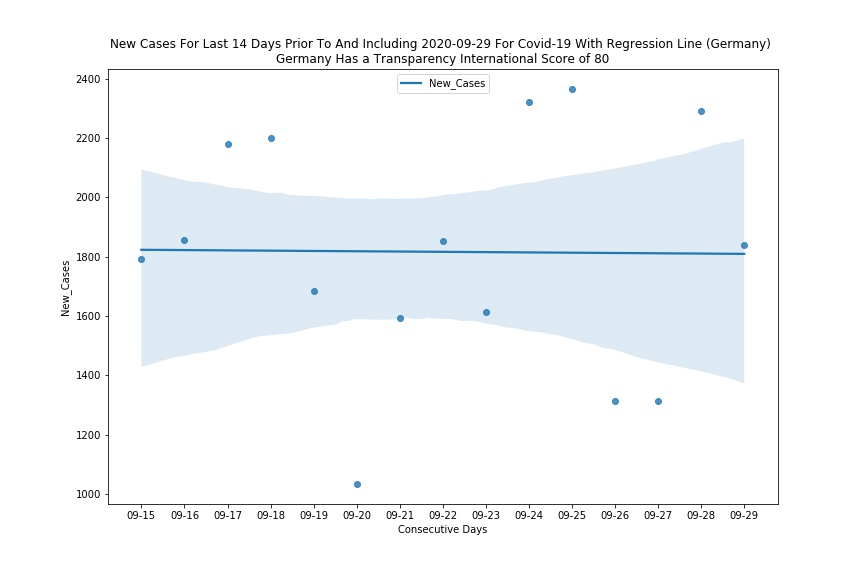 New Cases For Last 14 Days Prior To And Including 2020-09-29 For Covid-19 With Regression Line (Germany)
Germany Has a Transparency International Score of 80
New_Cases
2400
2200
2000
1800
1600
1400
1200
1000
New_Cases
09-15 09-16 09-17 09-18 09-19 09-20 09-21 09-22 09-23 09-24 09-25 09-26 09-27 09-28 09-29
Consecutive Days